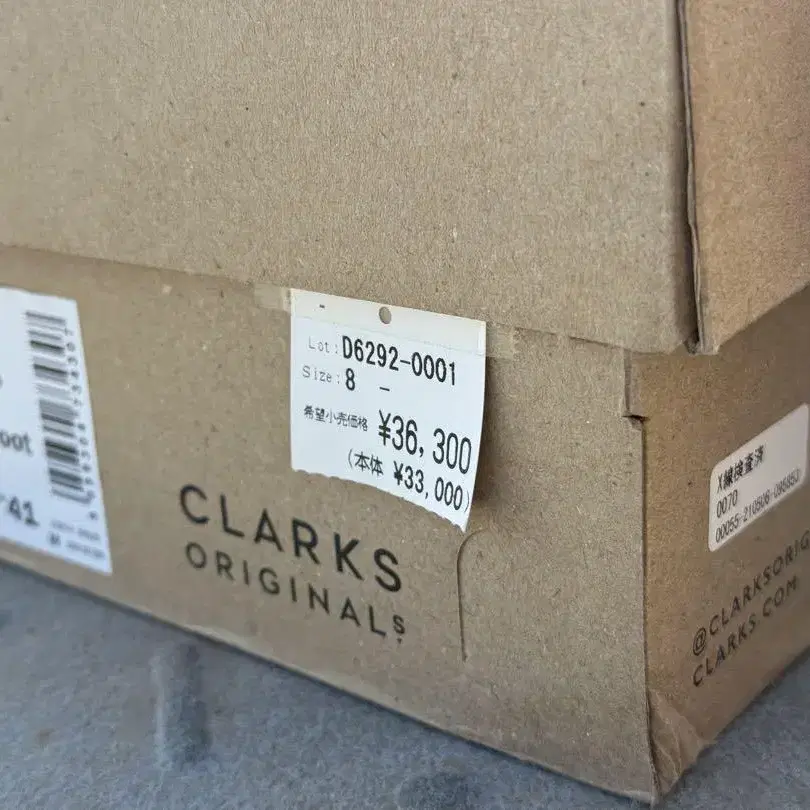 oot
41
Lot:D6292-0001
Size:8 -
希望小売価格 ¥36,300
(本体 ¥33,000)
CLARKS
ORIGINALS.
X線検査済
0070
@CLARKSORIG
CLARKS.COM